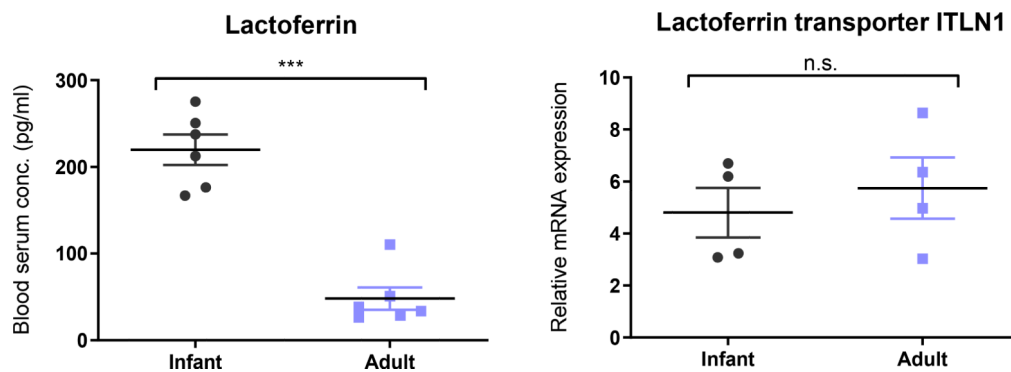 Lactoferrin
***
Blood serum conc. (pg/ml)
300
200
100
0
Infant
Adult
Lactoferrin transporter ITLN1
n.s.
Relative mRNA expression
10
8
6
4
2
0
Infant
Adult